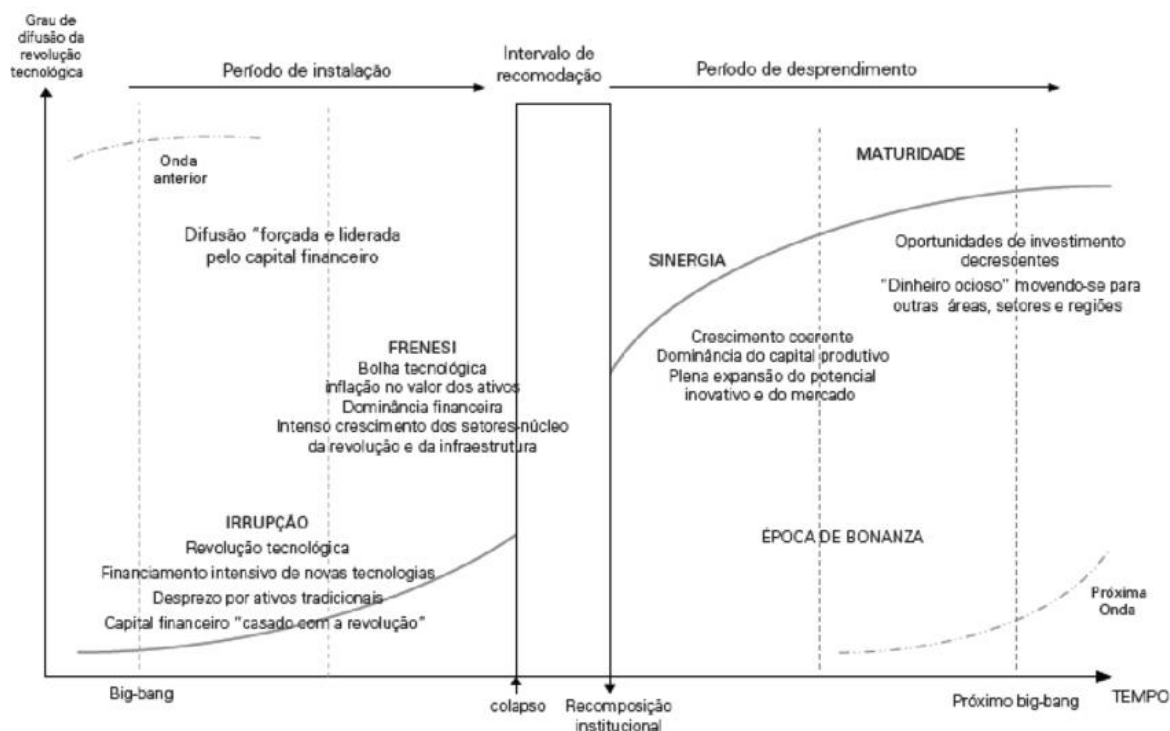 Grau de
difusão da
revolução
tecnológica
Período de instalação
Intervalo de
recomodação
Período de desprendimento
Onda
anterior
Difusão "forçada e liderada
pelo capital financeiro
FRENESI
Bolha tecnológica
inflação no valor dos ativos
Dominância financeira
Intenso crescimento dos setores-núcleo
da revolução e da infraestrutura
IRRUPÇÃO
Revolução tecnológica
Financiamento intensivo de novas tecnologias
Desprezo por ativos tradicionais
Capital financeiro "casado com a revolução"
MATURIDADE
Oportunidades de investimento
decrescentes
"Dinheiro ocioso" movendo-se para
outras áreas, setores e regiões
SINERGIA
Crescimento coerente
Dominância do capital produtivo
Plena expansão do potencial
inovativo e do mercado
ÉPOCA DE BONANZA
Próxima
Onda
Big-bang
colapso
Recomposição
institucional
Próximo big-bang
TEMPO